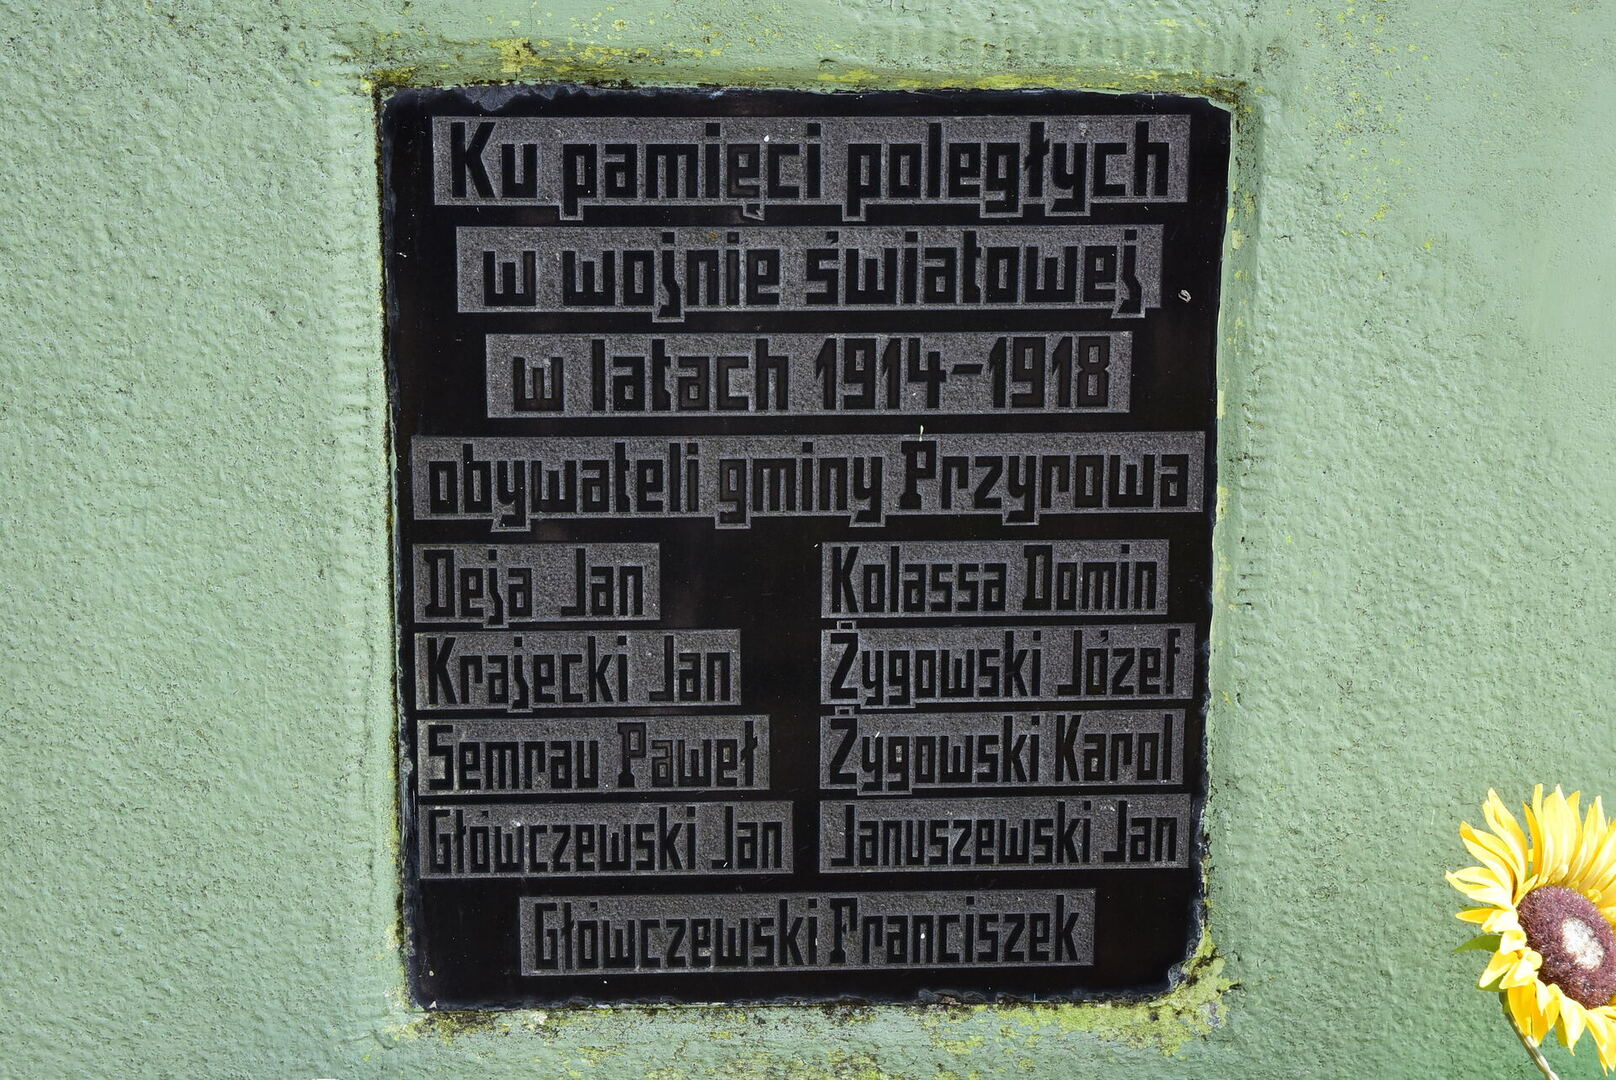 Ku pamięci poległych
w wojnie światowej
w latach 1914-1918
obywateli gminy Przyrowa
Deja Jan Kolassa Domin
Krajecki Jan Żygowski Józef
Semrau Paweł Żygowski Karol
Główczewski Jan Januszewski Jan
Główczewski Franciszek